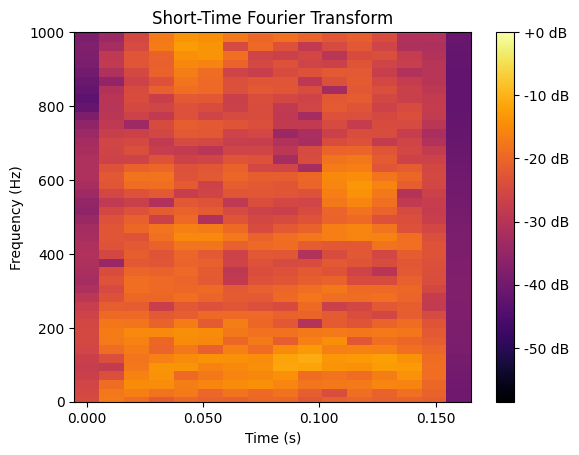 Short-Time Fourier Transform
1000
800
600
400
200
0
Frequency (Hz)
0.000
0.050
0.100
0.150
Time (s)
+0 dB
-10 dB
-20 dB
-30 dB
-40 dB
-50 dB